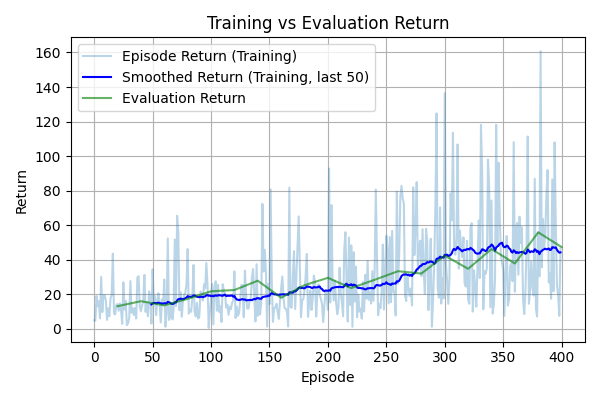 Training vs Evaluation Return
Episode Return (Training)
Smoothed Return (Training, last 50)
Evaluation Return
160
140
120
100
80
60
40
20
0
Return
0 50 100 150 200 250 300 350 400
Episode